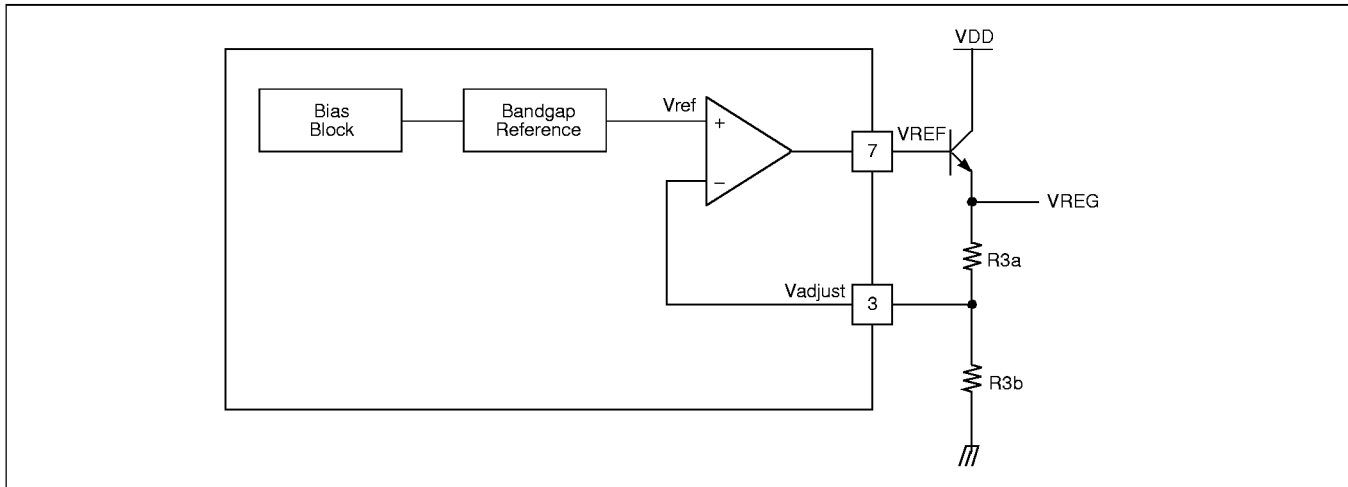 VDD
Bias
Block
Bandgap
Reference
Vref
+
−
7
VREF
VREG
R3a
Vadjust
3
R3b